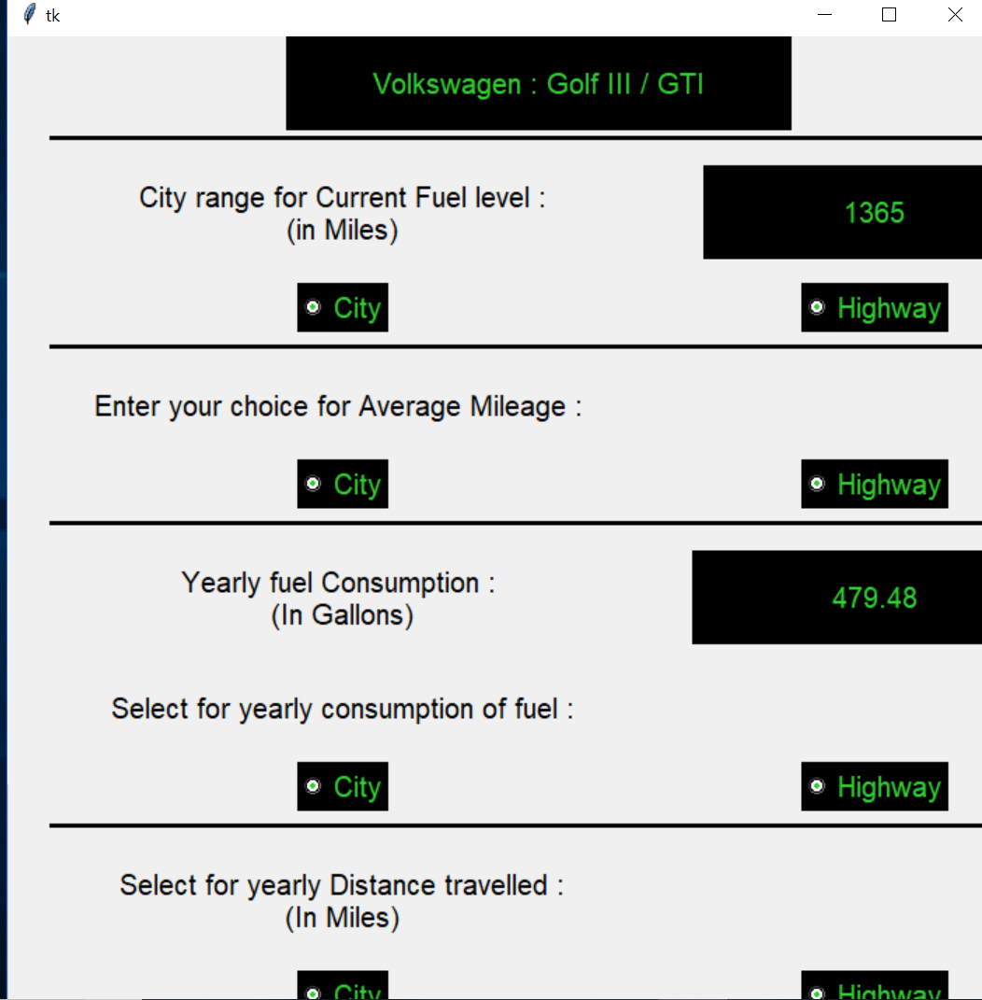 tk
Volkswagen : Golf III / GTI
City range for Current Fuel level :
(in Miles)
1365
City
Highway
Enter your choice for Average Mileage :
City
Highway
Yearly fuel Consumption :
(In Gallons)
479.48
Select for yearly consumption of fuel :
City
Highway
Select for yearly Distance travelled :
(In Miles)
City
Highway